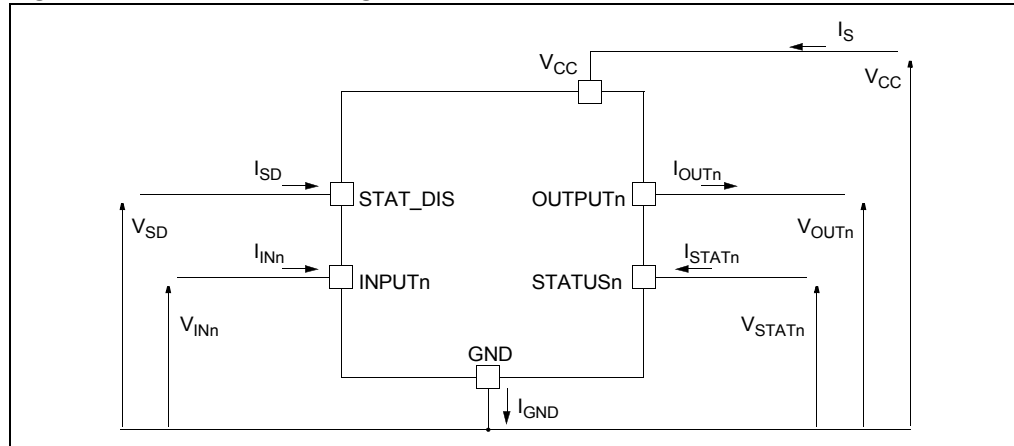 I_S
V_CC
V_CC
I_SD
I_OUTn
STAT_DIS
OUTPUTn
V_SD
V_OUTn
I_INn
I_STATn
INPUTn
STATUSn
V_INn
V_STATn
GND
I_GND